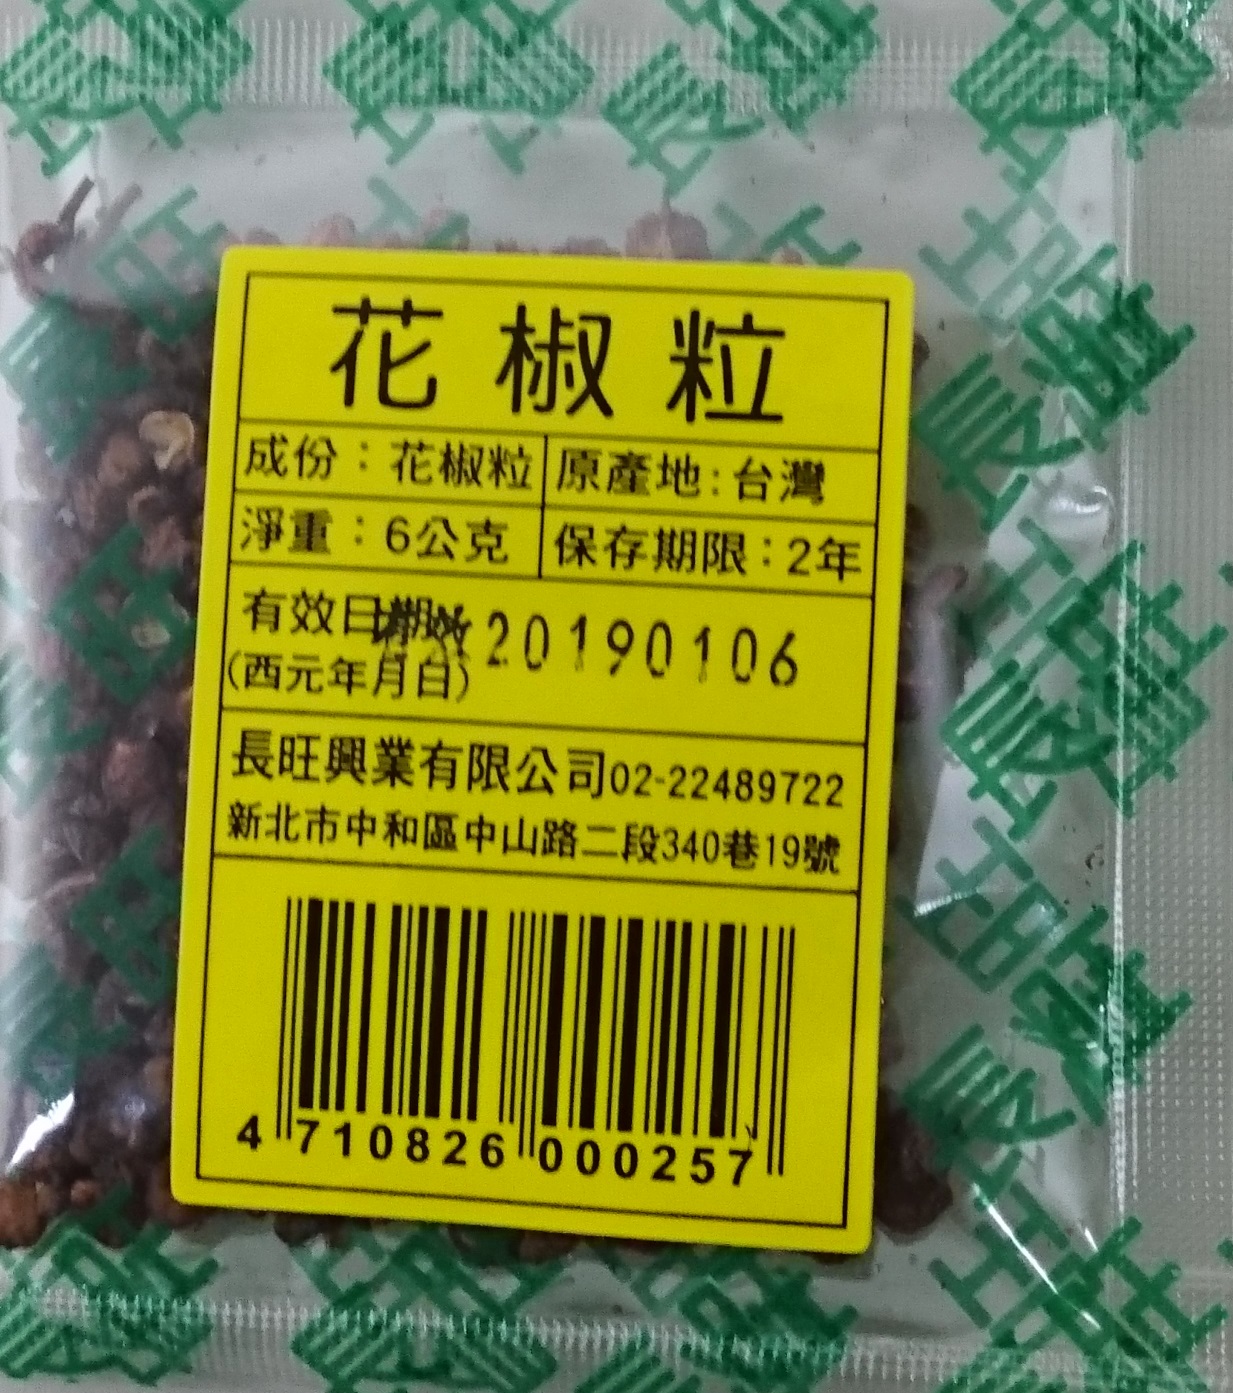 花椒粒
成份：花椒粒 原產地：台灣
淨重：6公克 保存期限：2年
有效日期 20190106
(西元年月日)
長旺興業有限公司02-22489722
新北市中和區中山路二段340巷19號
4 710826 000257
長旺